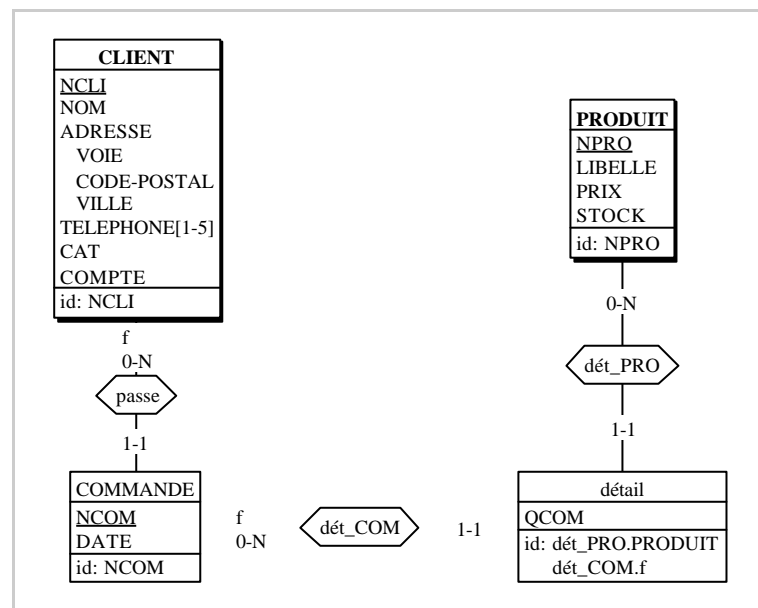 CLIENT
NCLI
NOM
ADRESSE
VOIE
CODE-POSTAL
VILLE
TELEPHONE[1-5]
CAT
COMPTE
id: NCLI
PRODUIT
NPRO
LIBELLE
PRIX
STOCK
id: NPRO
f
0-N
passe
1-1
0-N
dét_PRO
1-1
COMMANDE
NCOM
DATE
id: NCOM
f
0-N
dét_COM
1-1
détail
QCOM
id: dét_PRO.PRODUIT
dét_COM.f